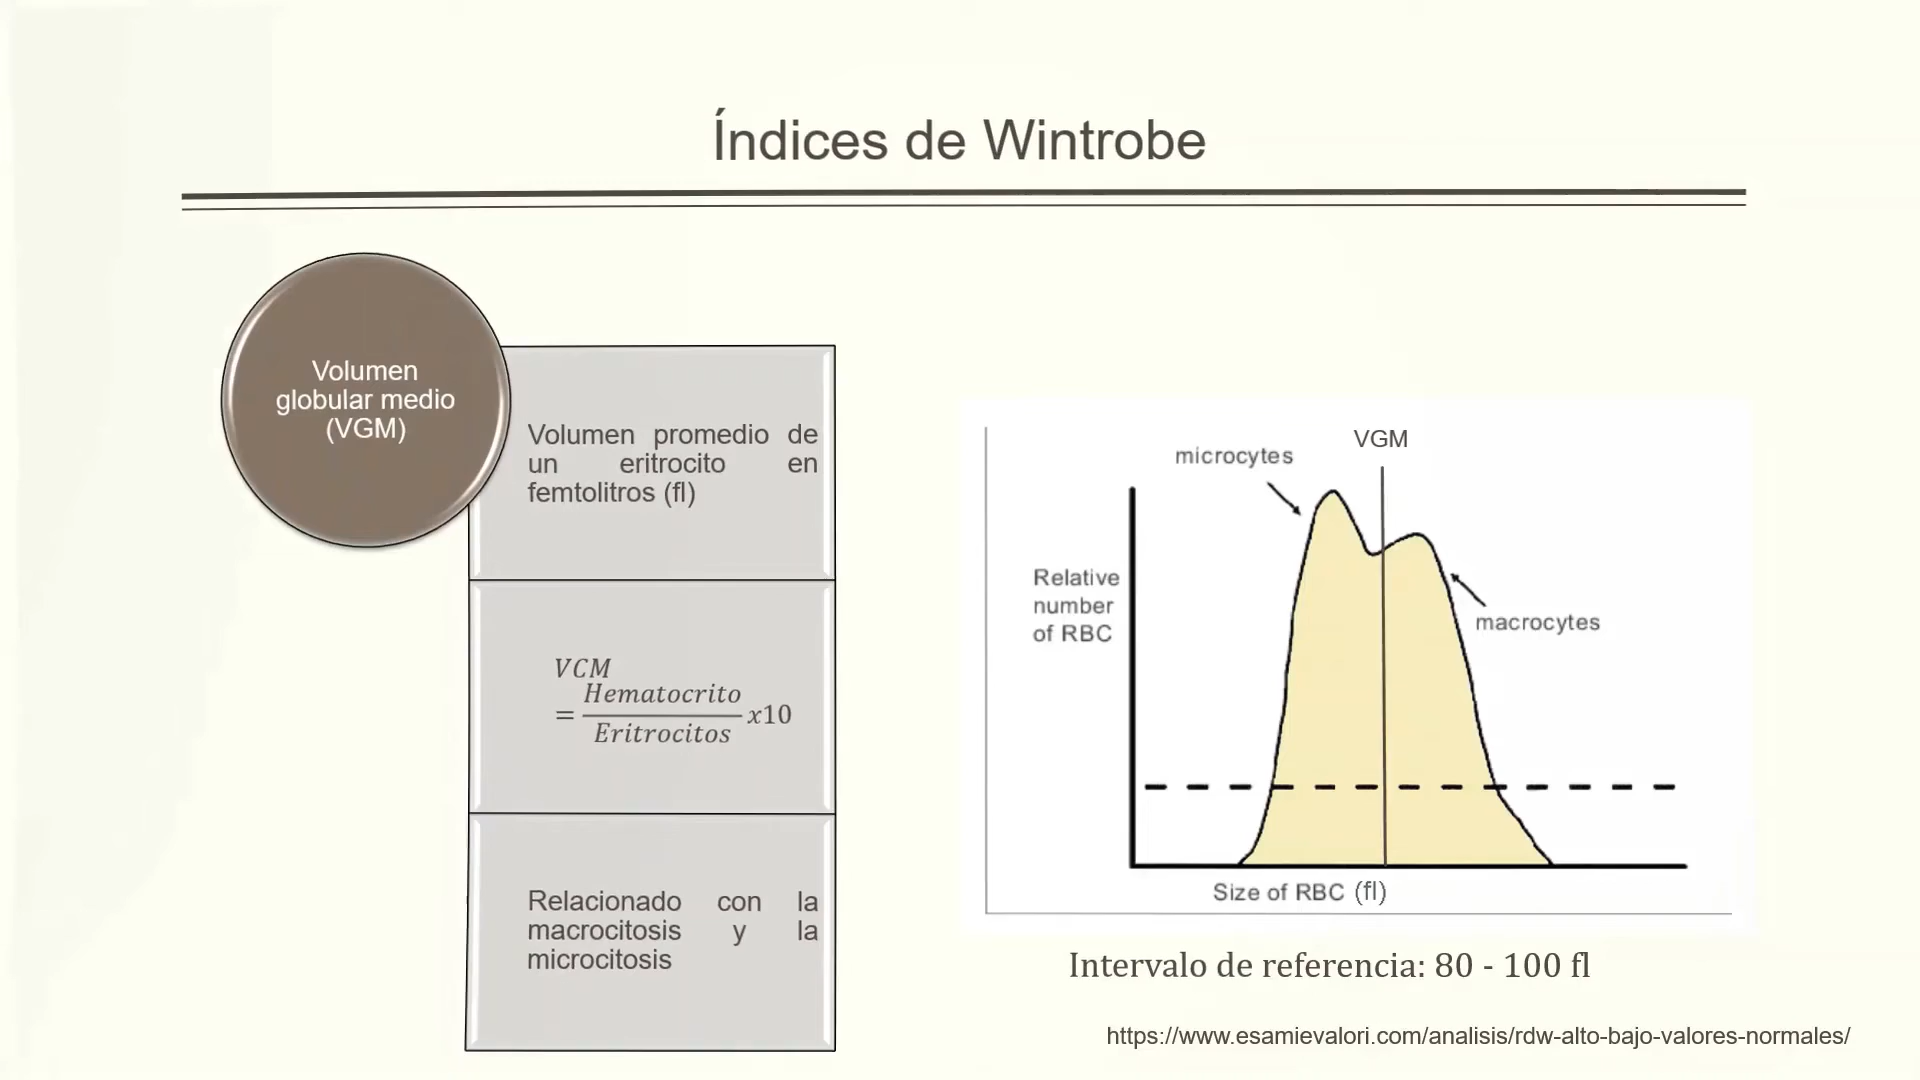 Índices de Wintrobe
Volumen
globular medio
(VGM)
Volumen promedio de
un eritrocito en
femtolitros (fl)
VCM
= Hematocrito / Eritrocitos x10
Relacionado con la
macrocitosis y la
microcitosis
VGM
microcytes
Relative
number
of RBC
macrocytes
Size of RBC (fl)
Intervalo de referencia: 80 - 100 fl
https://www.esamievalori.com/analisis/rdw-alto-bajo-valores-normales/